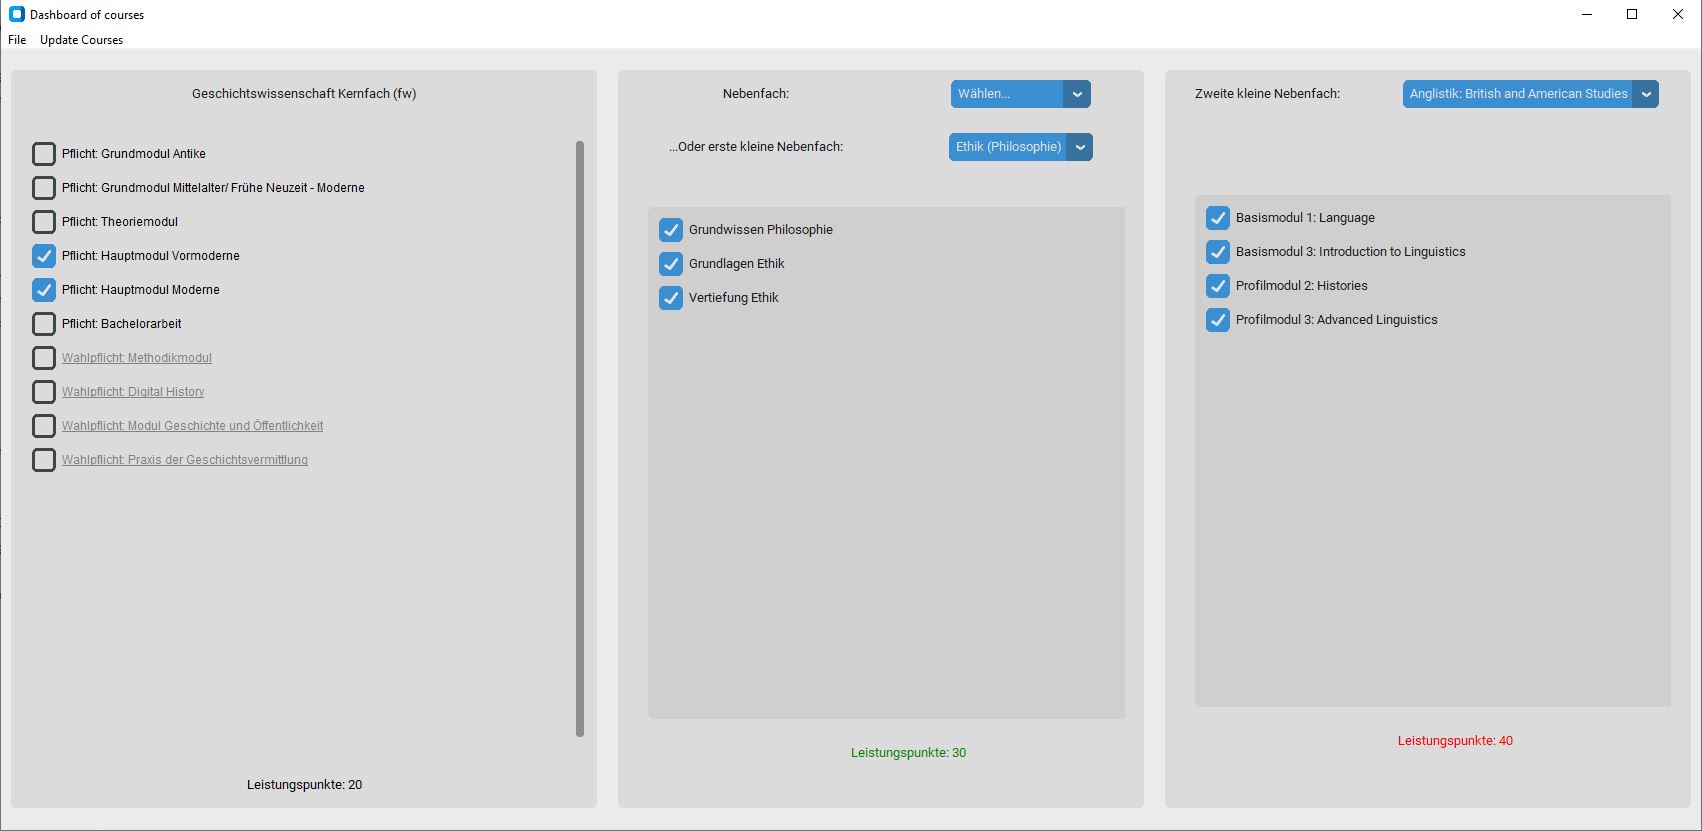 Dashboard of courses
File Update Courses
Geschichtswissenschaft Kernfach (fw)
Pflicht: Grundmodul Antike
Pflicht: Grundmodul Mittelalter/ Frühe Neuzeit - Moderne
Pflicht: Theoriemodul
Pflicht: Hauptmodul Vormoderne
Pflicht: Hauptmodul Moderne
Pflicht: Bachelorarbeit
Wahlpflicht: Methodikmodul
Wahlpflicht: Digital History
Wahlpflicht: Modul Geschichte und Öffentlichkeit
Wahlpflicht: Praxis der Geschichtsvermittlung
Leistungspunkte: 20
Nebenfach: Wählen...
...Oder erste kleine Nebenfach: Ethik (Philosophie)
Grundwissen Philosophie
Grundlagen Ethik
Vertiefung Ethik
Leistungspunkte: 30
Zweite kleine Nebenfach: Anglistik: British and American Studies
Basismodul 1: Language
Basismodul 3: Introduction to Linguistics
Profilmodul 2: Histories
Profilmodul 3: Advanced Linguistics
Leistungspunkte: 40